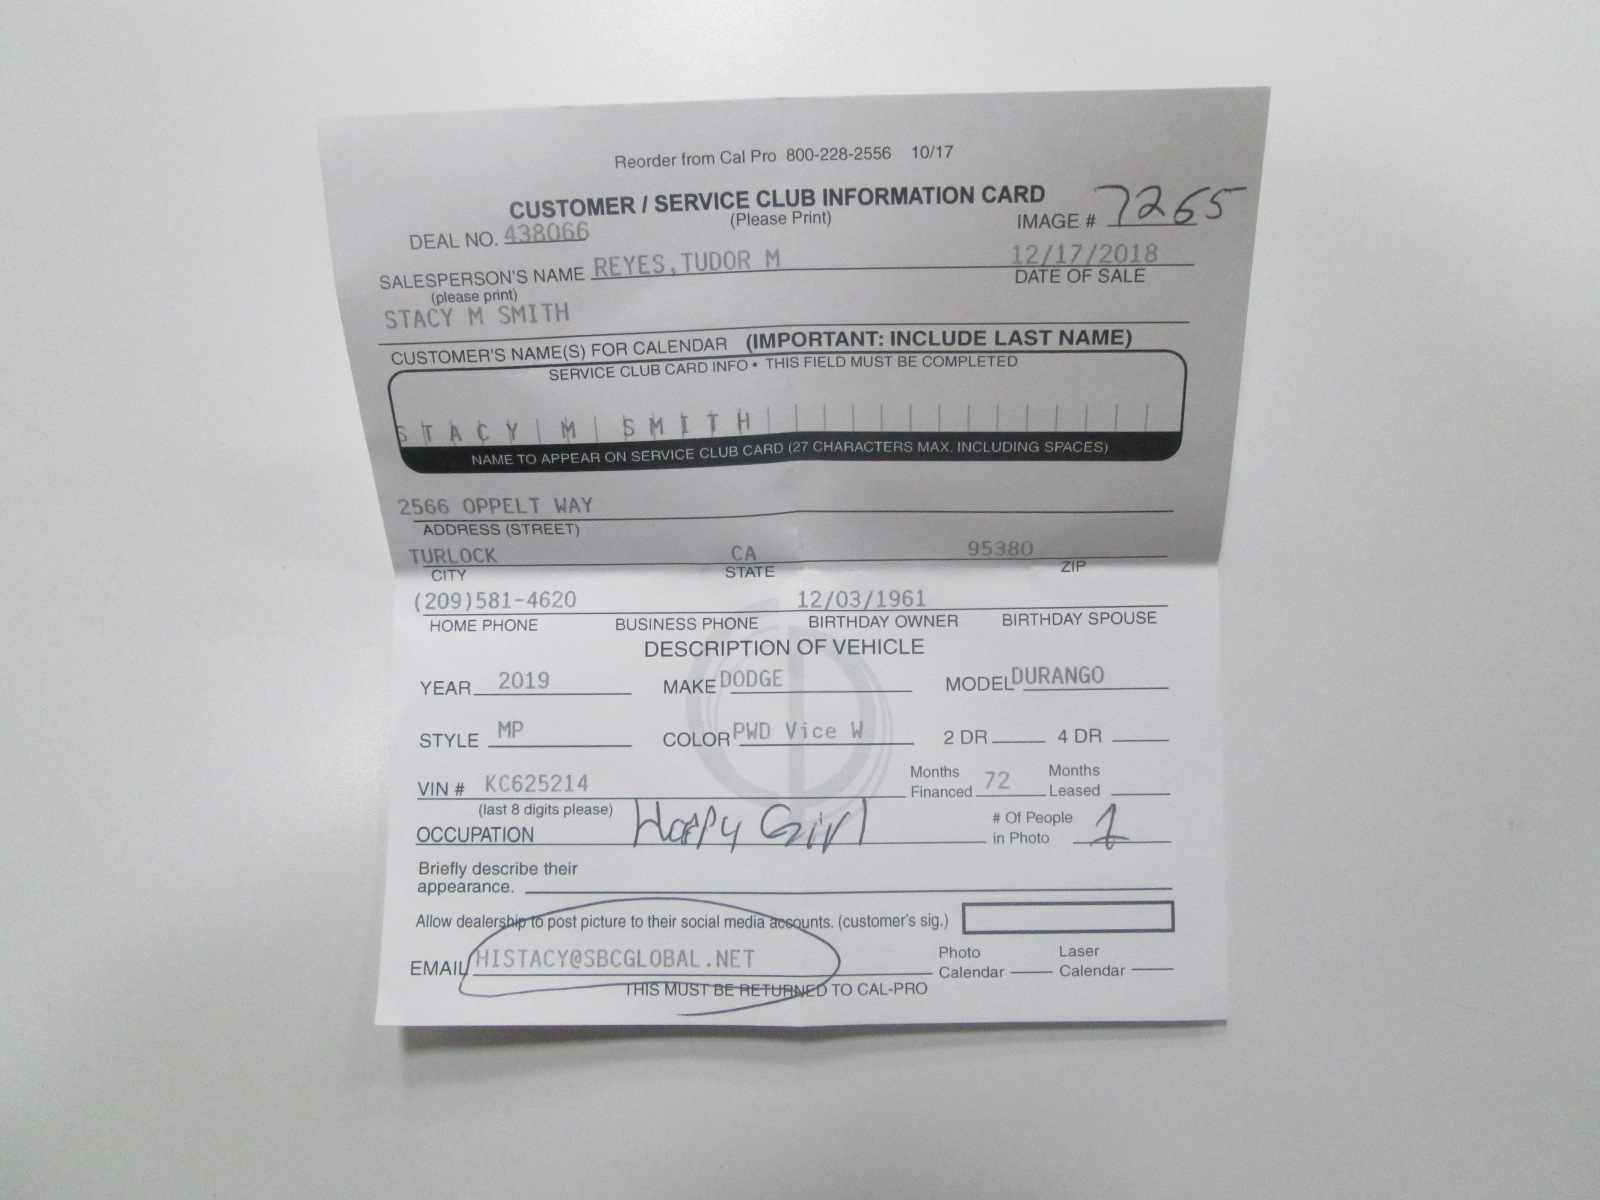 Reorder from Cal Pro 800-228-2556 10/17
CUSTOMER / SERVICE CLUB INFORMATION CARD
(Please Print)
IMAGE # 7265
DEAL NO. 438066
SALESPERSON'S NAME REYES,TUDOR M 12/17/2018
(please print) DATE OF SALE
STACY M SMITH
CUSTOMER'S NAME(S) FOR CALENDAR (IMPORTANT: INCLUDE LAST NAME)
SERVICE CLUB CARD INFO • THIS FIELD MUST BE COMPLETED
STACY M SMITH
NAME TO APPEAR ON SERVICE CLUB CARD (27 CHARACTERS MAX. INCLUDING SPACES)
2566 OPPELT WAY
ADDRESS (STREET)
TURLOCK CA 95380
CITY STATE ZIP
(209)581-4620 12/03/1961
HOME PHONE BUSINESS PHONE BIRTHDAY OWNER BIRTHDAY SPOUSE
DESCRIPTION OF VEHICLE
YEAR 2019 MAKE DODGE MODEL DURANGO
STYLE MP COLOR PWD Vice W 2 DR 4 DR
VIN # KC625214 Months Financed 72 Months Leased
(last 8 digits please)
OCCUPATION Happy Girl # Of People in Photo 1
Briefly describe their
appearance.
Allow dealership to post picture to their social media accounts. (customer's sig.)
EMAIL HISTACY@SBCGLOBAL.NET Photo Calendar Laser Calendar
THIS MUST BE RETURNED TO CAL-PRO